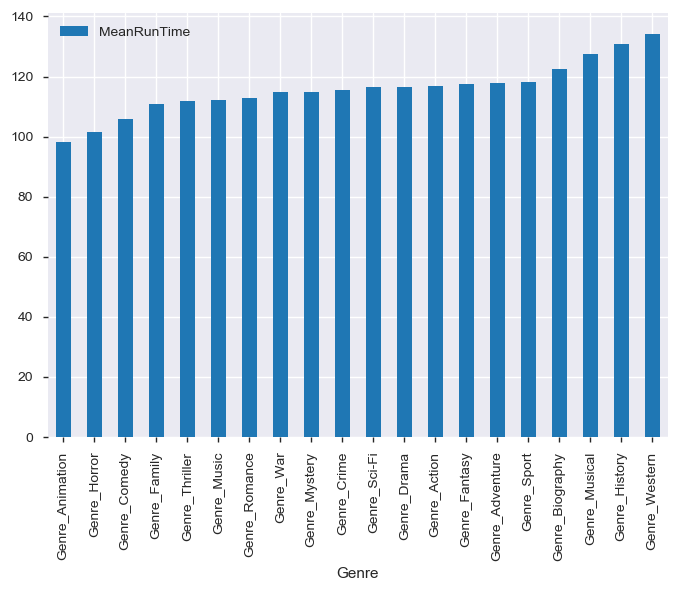 140
MeanRunTime
120
100
80
60
40
20
0
Genre_Animation
Genre_Horror
Genre_Comedy
Genre_Family
Genre_Thriller
Genre_Music
Genre_Romance
Genre_War
Genre_Mystery
Genre_Crime
Genre_Sci-Fi
Genre_Drama
Genre_Action
Genre_Fantasy
Genre_Adventure
Genre_Sport
Genre_Biography
Genre_Musical
Genre_History
Genre_Western
Genre